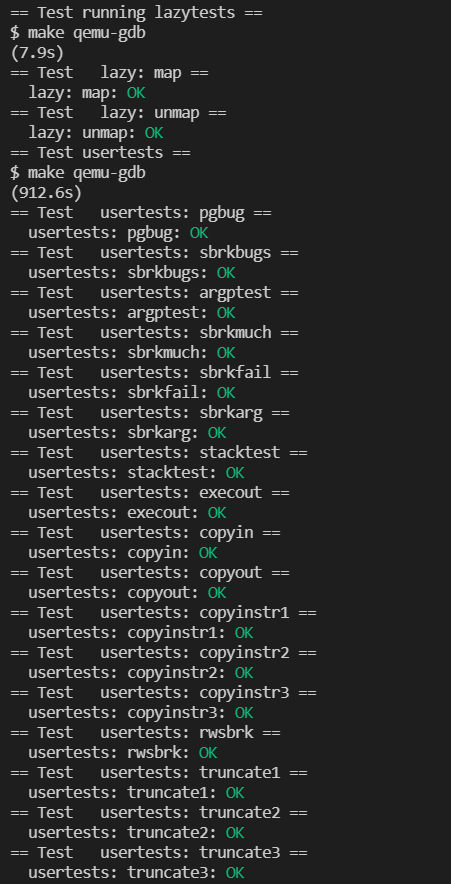 == Test running lazytests ==
$ make qemu-gdb
(7.9s)
== Test   lazy: map ==
  lazy: map: OK
== Test   lazy: unmap ==
  lazy: unmap: OK
== Test usertests ==
$ make qemu-gdb
(912.6s)
== Test   usertests: pgbug ==
  usertests: pgbug: OK
== Test   usertests: sbrkbugs ==
  usertests: sbrkbugs: OK
== Test   usertests: argptest ==
  usertests: argptest: OK
== Test   usertests: sbrkmuch ==
  usertests: sbrkmuch: OK
== Test   usertests: sbrkfail ==
  usertests: sbrkfail: OK
== Test   usertests: sbrkarg ==
  usertests: sbrkarg: OK
== Test   usertests: stacktest ==
  usertests: stacktest: OK
== Test   usertests: execout ==
  usertests: execout: OK
== Test   usertests: copyin ==
  usertests: copyin: OK
== Test   usertests: copyout ==
  usertests: copyout: OK
== Test   usertests: copyinstr1 ==
  usertests: copyinstr1: OK
== Test   usertests: copyinstr2 ==
  usertests: copyinstr2: OK
== Test   usertests: copyinstr3 ==
  usertests: copyinstr3: OK
== Test   usertests: rwsbrk ==
  usertests: rwsbrk: OK
== Test   usertests: truncate1 ==
  usertests: truncate1: OK
== Test   usertests: truncate2 ==
  usertests: truncate2: OK
== Test   usertests: truncate3 ==
  usertests: truncate3: OK